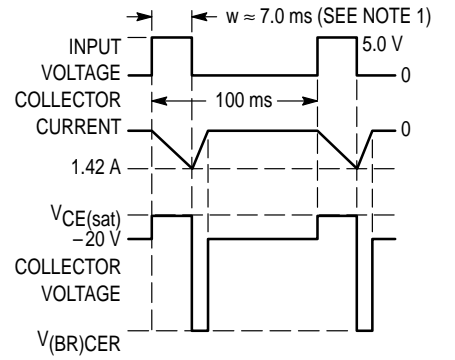 w ≈ 7.0 ms (SEE NOTE 1)
INPUT
VOLTAGE
5.0 V
0
COLLECTOR
CURRENT
100 ms
0
1.42 A
VCE(sat)
−20 V
COLLECTOR
VOLTAGE
V(BR)CER